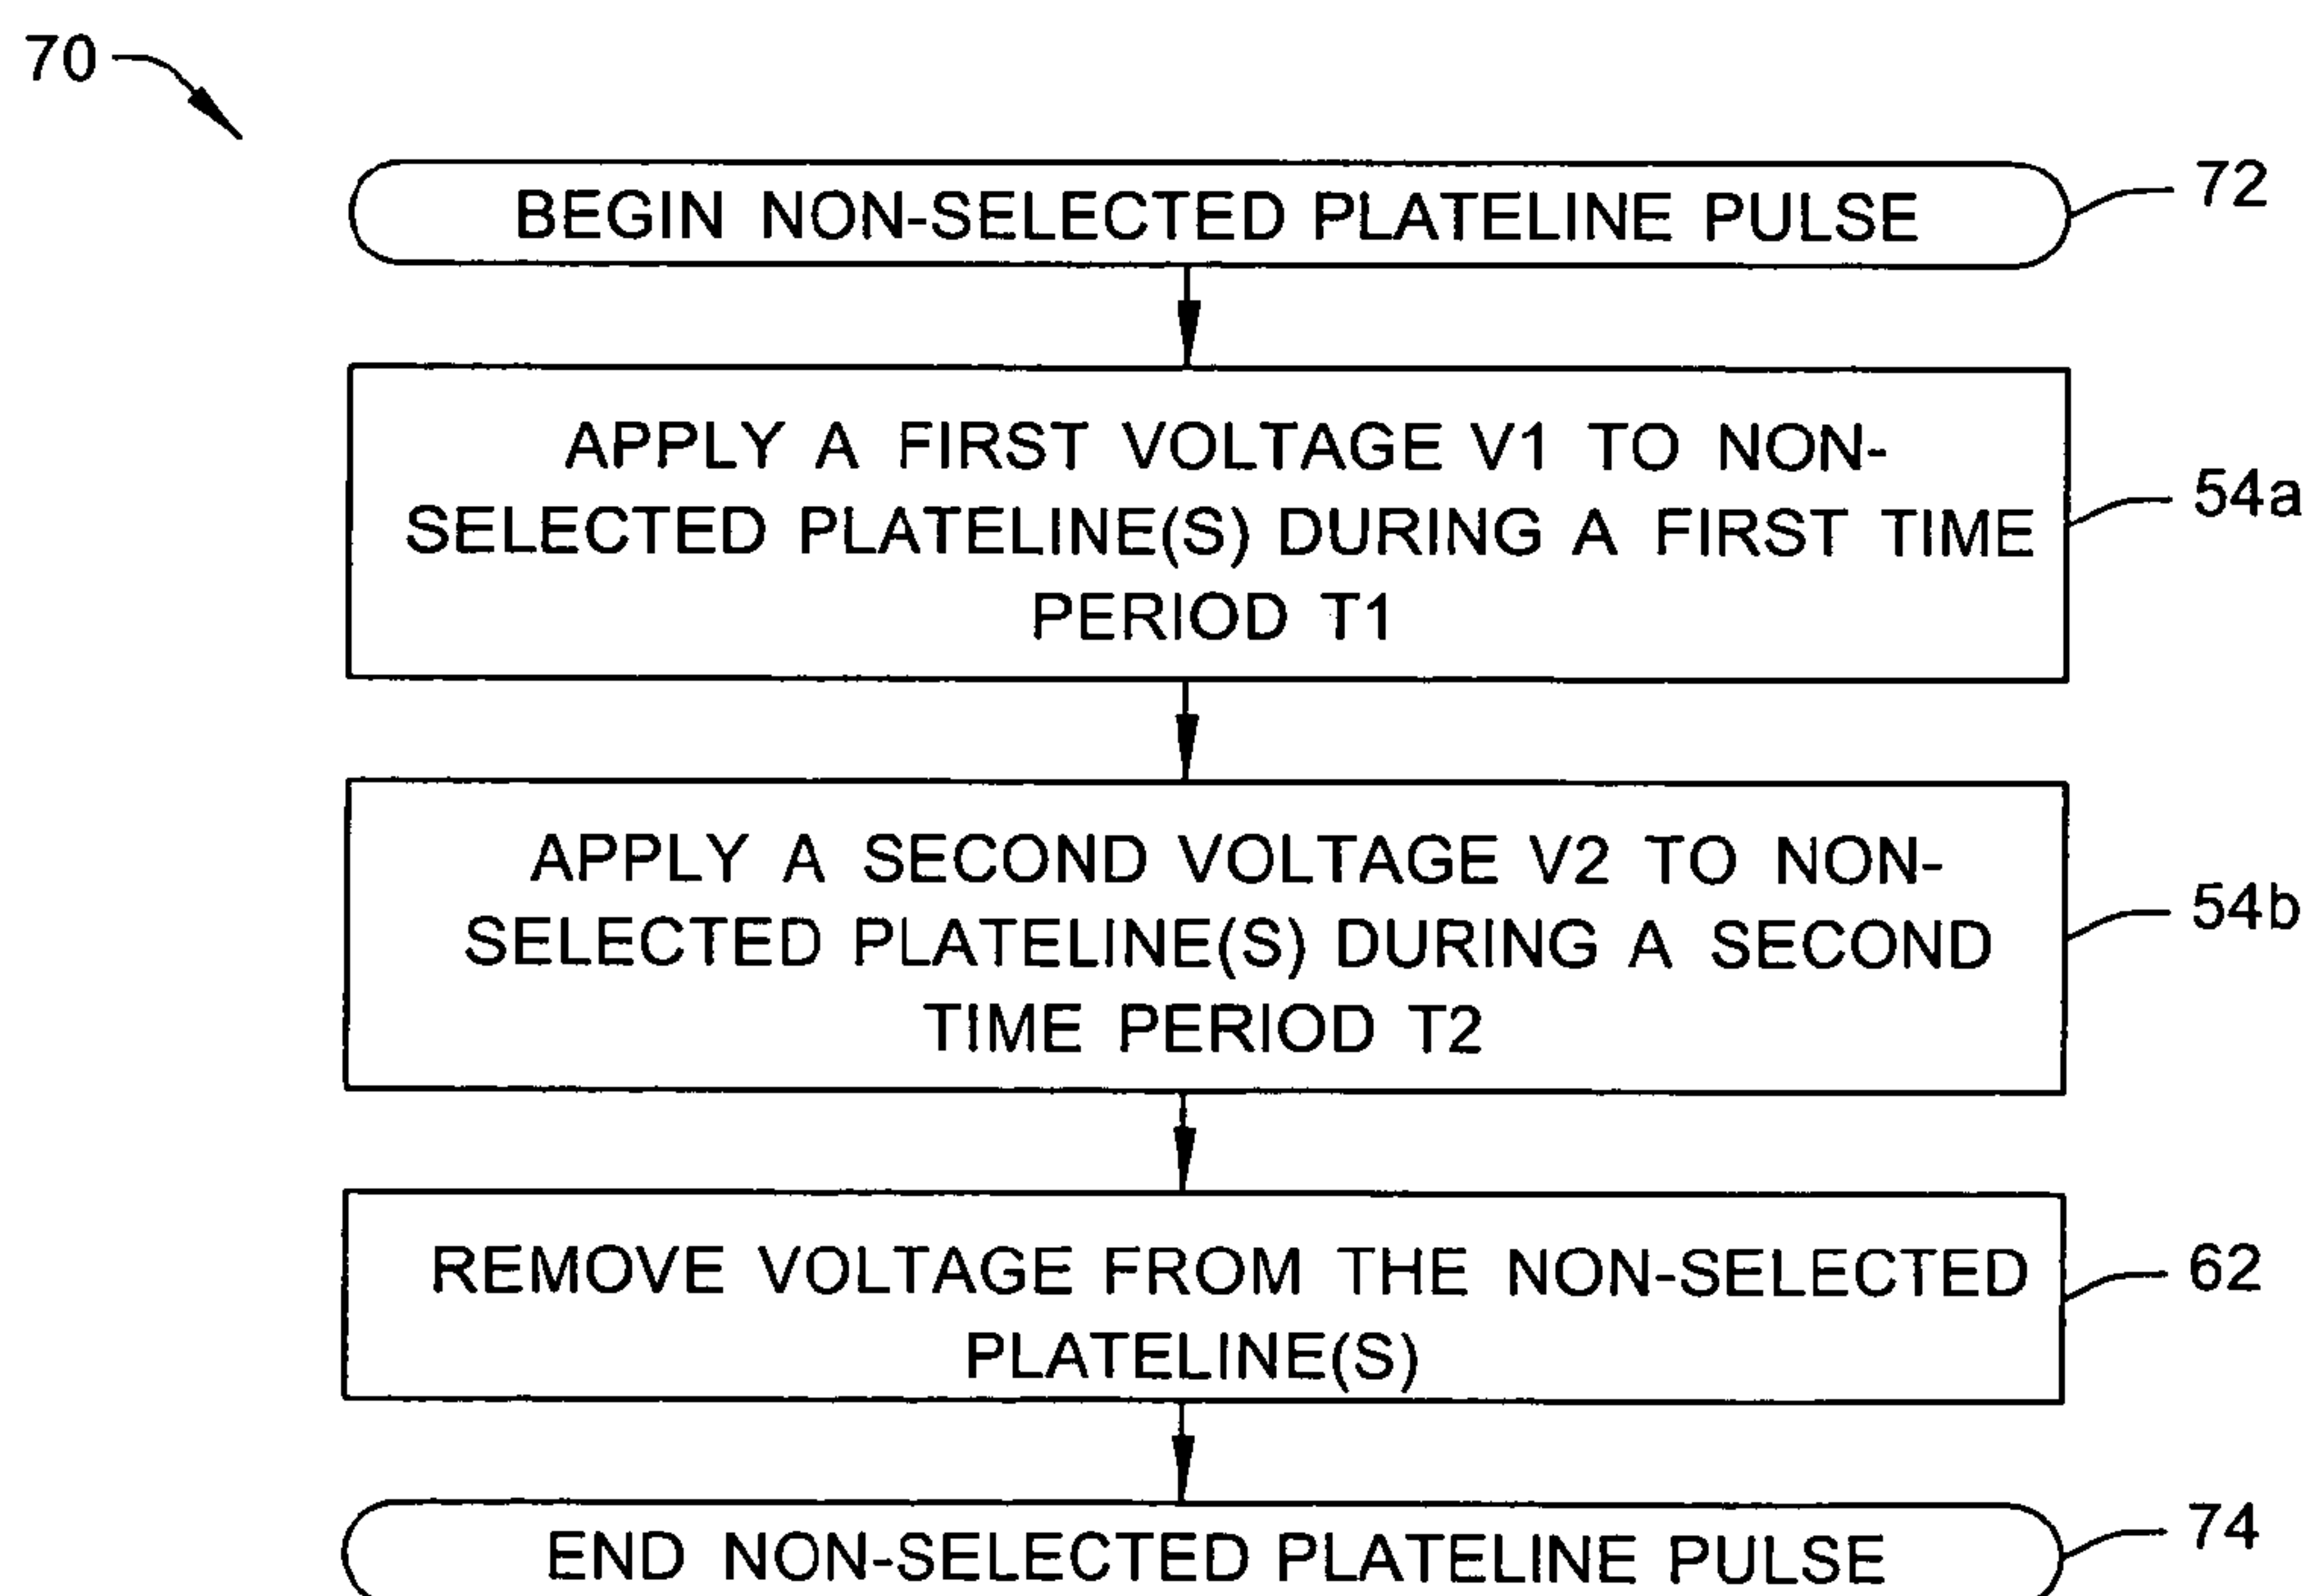 70
BEGIN NON-SELECTED PLATELINE PULSE
72
APPLY A FIRST VOLTAGE V1 TO NON-
SELECTED PLATELINE(S) DURING A FIRST TIME
PERIOD T1
54a
APPLY A SECOND VOLTAGE V2 TO NON-
SELECTED PLATELINE(S) DURING A SECOND
TIME PERIOD T2
54b
REMOVE VOLTAGE FROM THE NON-SELECTED
PLATELINE(S)
62
END NON-SELECTED PLATELINE PULSE
74